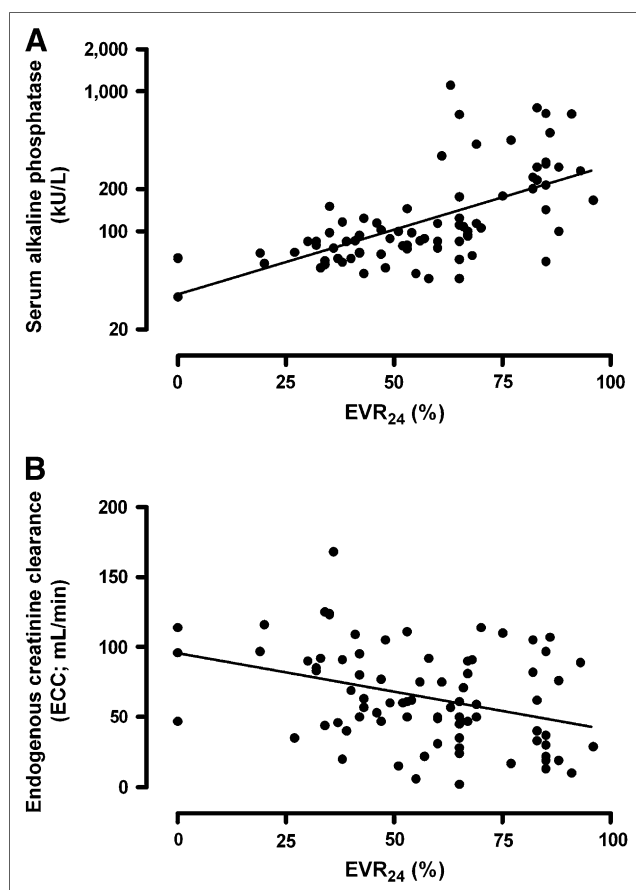 A
Serum alkaline phosphatase
(kU/L)
2,000
1,000
200
100
20
0
25
50
75
100
EVR24 (%)
B
Endogenous creatinine clearance
(ECC; mL/min)
200
150
100
50
0
0
25
50
75
100
EVR24 (%)